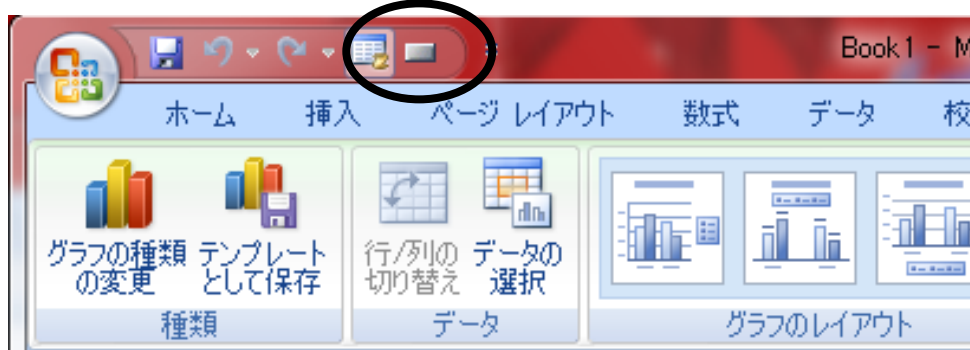 Book1 - M
ホーム 挿入 ページ レイアウト 数式 データ 校
グラフの種類
の変更
テンプレート
として保存
行/列の
切り替え
データの
選択
種類 データ グラフのレイアウト